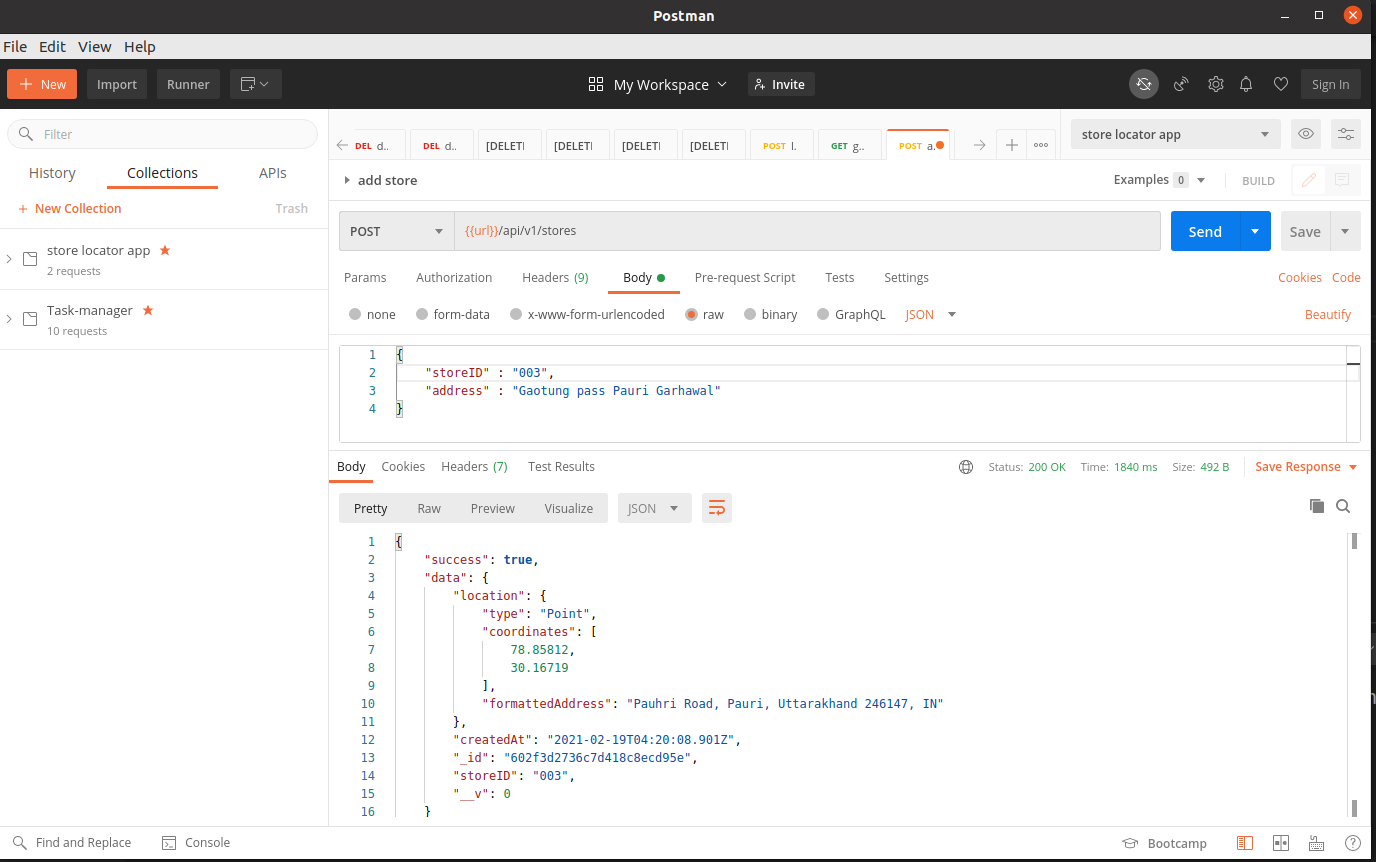 Postman
File Edit View Help
+ New Import Runner My Workspace Invite Sign In
Filter
History Collections APIs
+ New Collection Trash
store locator app
2 requests
Task-manager
10 requests
DEL d.. DEL d.. [DELETI [DELETI [DELETI [DELETI POST l. GET g.. POST a. store locator app
add store Examples 0 BUILD
POST {{url}}/api/v1/stores Send Save
Params Authorization Headers (9) Body Pre-request Script Tests Settings Cookies Code
none form-data x-www-form-urlencoded raw binary GraphQL JSON Beautify
1 {
2 "storeID" : "003",
3 "address" : "Gaotung pass Pauri Garhawal"
4 }
Body Cookies Headers (7) Test Results Status: 200 OK Time: 1840 ms Size: 492 B Save Response
Pretty Raw Preview Visualize JSON
1 {
2 "success": true,
3 "data": {
4 "location": {
5 "type": "Point",
6 "coordinates": [
7 78.85812,
8 30.16719
9 ],
10 "formattedAddress": "Pauhri Road, Pauri, Uttarakhand 246147, IN"
11 },
12 "createdAt": "2021-02-19T04:20:08.901Z",
13 "_id": "602f3d2736c7d418c8ecd95e",
14 "storeID": "003",
15 "__v": 0
16 }
Find and Replace Console Bootcamp